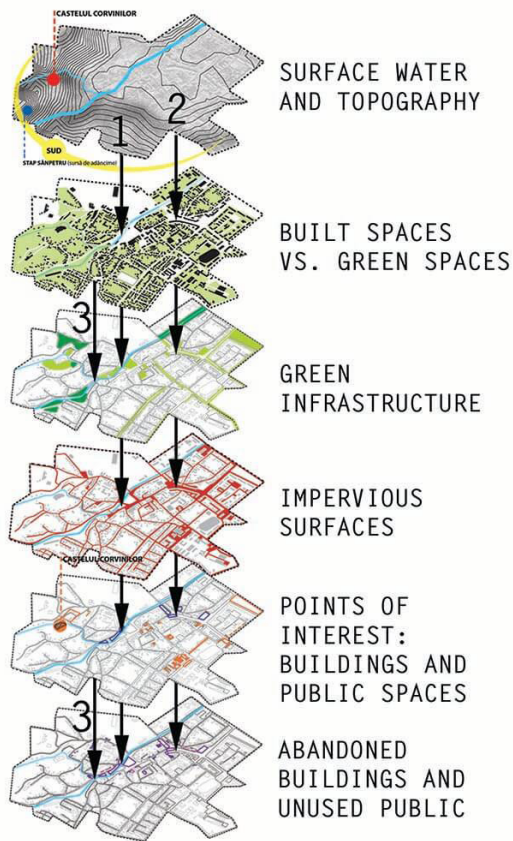 CASTELUL CORVINILOR
SURFACE WATER
AND TOPOGRAPHY
1
2
SUD
STAP SÂNPETRU (sursă de adâncime)
BUILT SPACES
VS. GREEN SPACES
3
GREEN
INFRASTRUCTURE
IMPERVIOUS
SURFACES
CASTELUL CORVINILOR
POINTS OF
INTEREST:
BUILDINGS AND
PUBLIC SPACES
3
ABANDONED
BUILDINGS AND
UNUSED PUBLIC